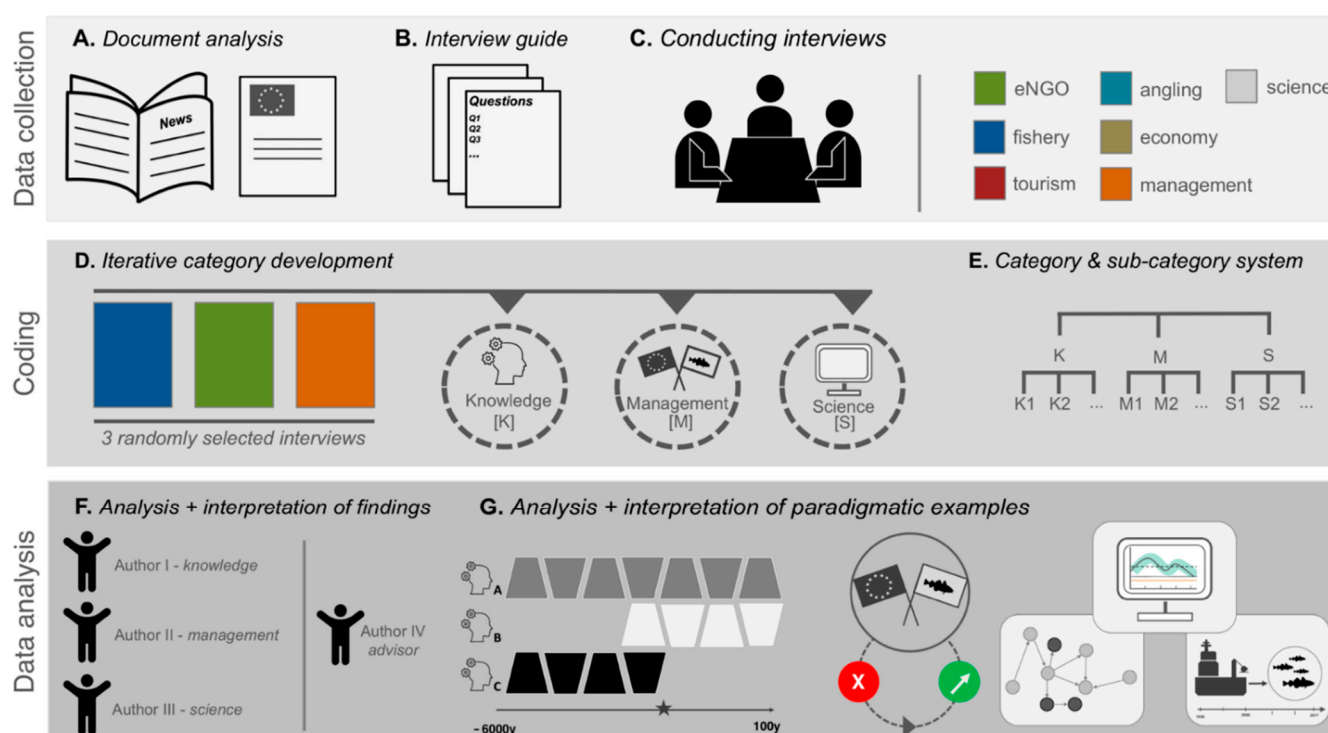 Data collection
A. Document analysis
News
B. Interview guide
Questions
Q1
Q2
Q3
...
C. Conducting interviews
eNGO
angling
science
fishery
economy
tourism
management
Coding
D. Iterative category development
3 randomly selected interviews
Knowledge
[K]
Management
[M]
Science
[S]
E. Category & sub-category system
K
M
S
K1 K2 ... M1 M2 ... S1 S2 ...
Data analysis
F. Analysis + interpretation of findings
Author I - knowledge
Author II - management
Author III - science
Author IV
advisor
G. Analysis + interpretation of paradigmatic examples
A
B
C
- 6000y
100y
X